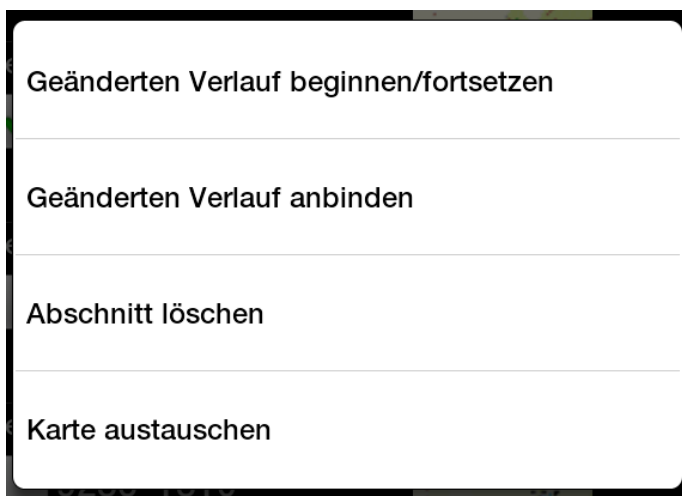 Geänderten Verlauf beginnen/fortsetzen
Geänderten Verlauf anbinden
Abschnitt löschen
Karte austauschen